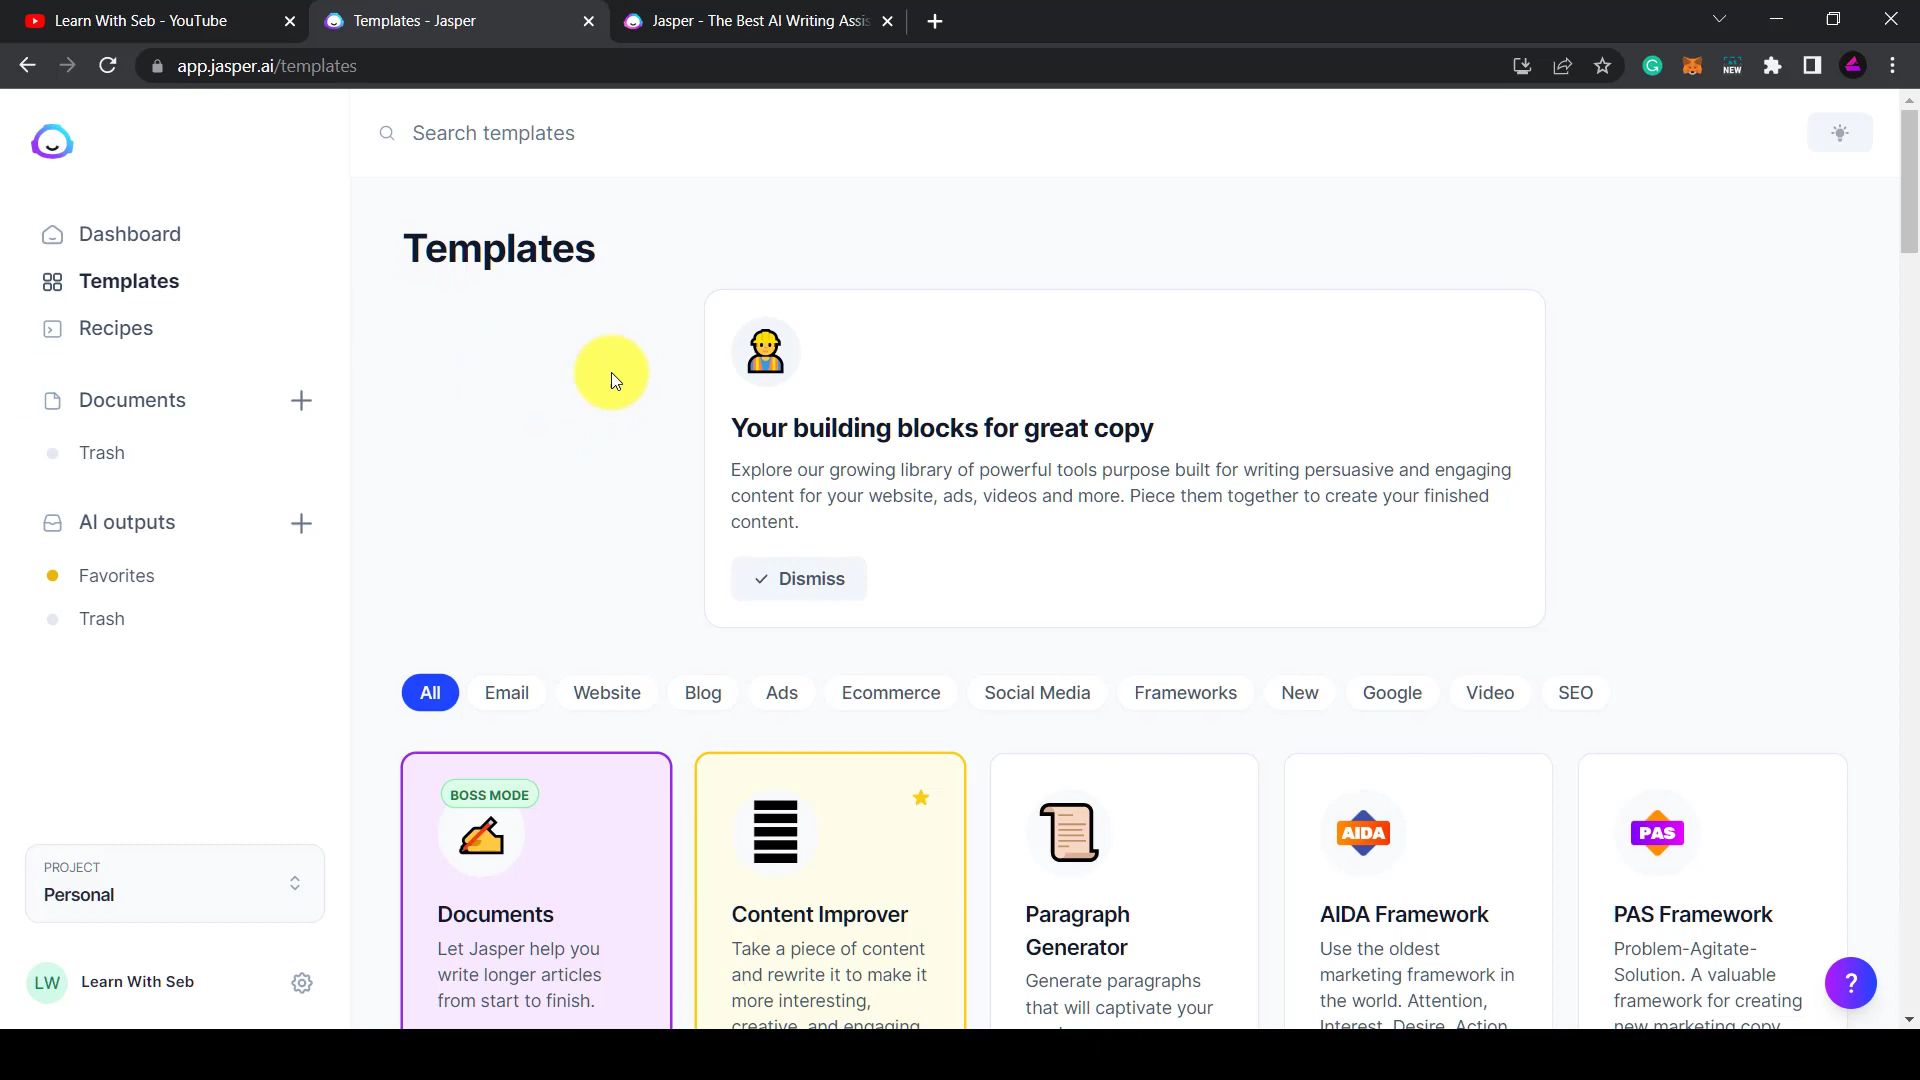 Learn With Seb - YouTube
Templates - Jasper
Jasper - The Best AI Writing Assis
app.jasper.ai/templates
NEW
Search templates
Dashboard
Templates
Recipes
Documents
Trash
AI outputs
Favorites
Trash
PROJECT
Personal
LW Learn With Seb
Templates
Your building blocks for great copy
Explore our growing library of powerful tools purpose built for writing persuasive and engaging
content for your website, ads, videos and more. Piece them together to create your finished
content.
Dismiss
All Email Website Blog Ads Ecommerce Social Media Frameworks New Google Video SEO
BOSS MODE
Documents
Let Jasper help you
write longer articles
from start to finish.
Content Improver
Take a piece of content
and rewrite it to make it
more interesting,
creative, and engaging
Paragraph
Generator
Generate paragraphs
that will captivate your
AIDA
AIDA Framework
Use the oldest
marketing framework in
the world. Attention,
Interest, Desire, Action
PAS
PAS Framework
Problem-Agitate-
Solution. A valuable
framework for creating
new marketing copy
?